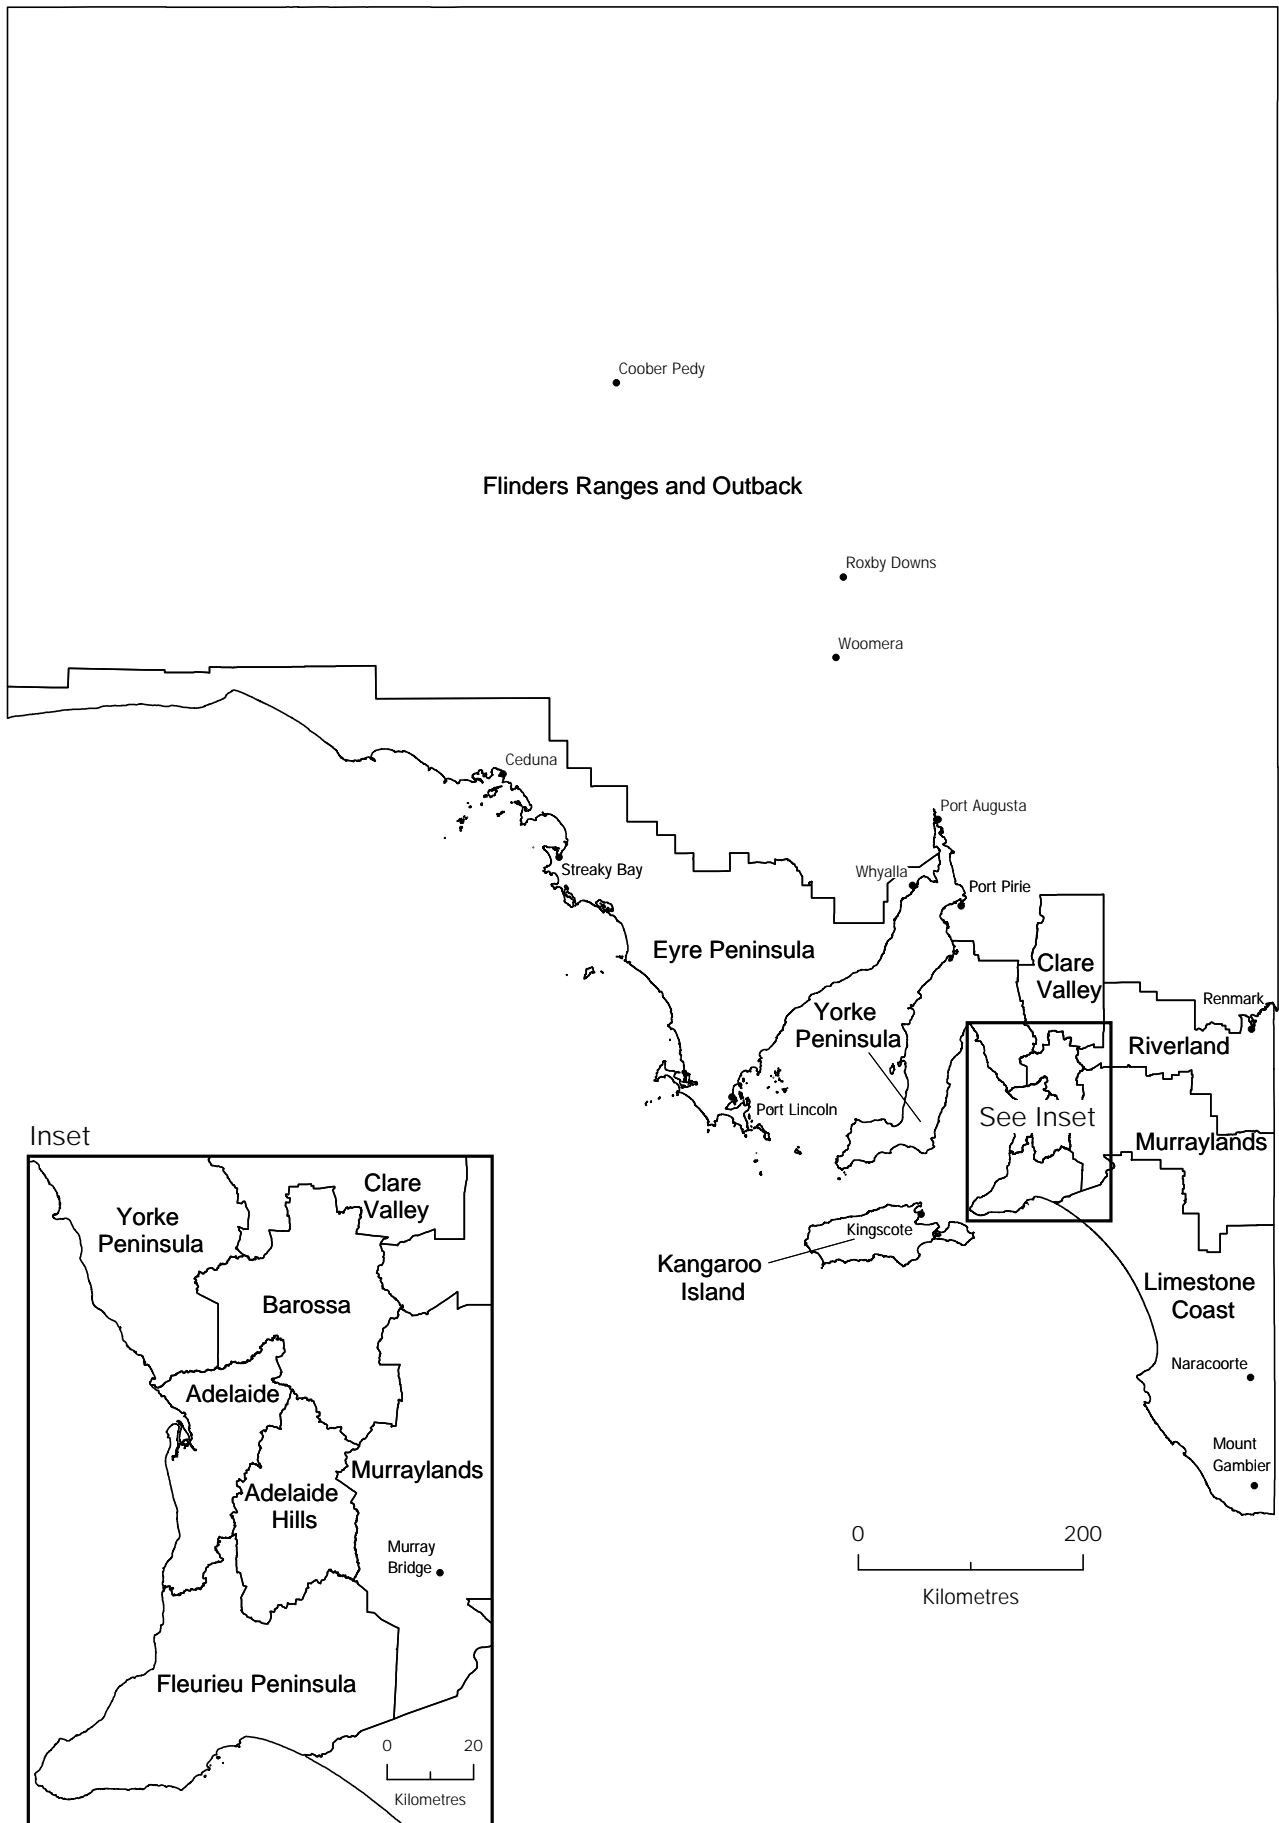 Coober Pedy
Flinders Ranges and Outback
Roxby Downs
Woomera
Ceduna
Port Augusta
Streaky Bay
Whyalla
Port Pirie
Eyre Peninsula
Clare
Valley
Yorke
Peninsula
Renmark
Riverland
Port Lincoln
See Inset
Murraylands
Kingscote
Kangaroo
Island
Limestone
Coast
Naracoorte
Mount
Gambier
0 200
Kilometres
Inset
Clare
Valley
Yorke
Peninsula
Barossa
Adelaide
Murraylands
Adelaide
Hills
Murray
Bridge
Fleurieu Peninsula
0 20
Kilometres